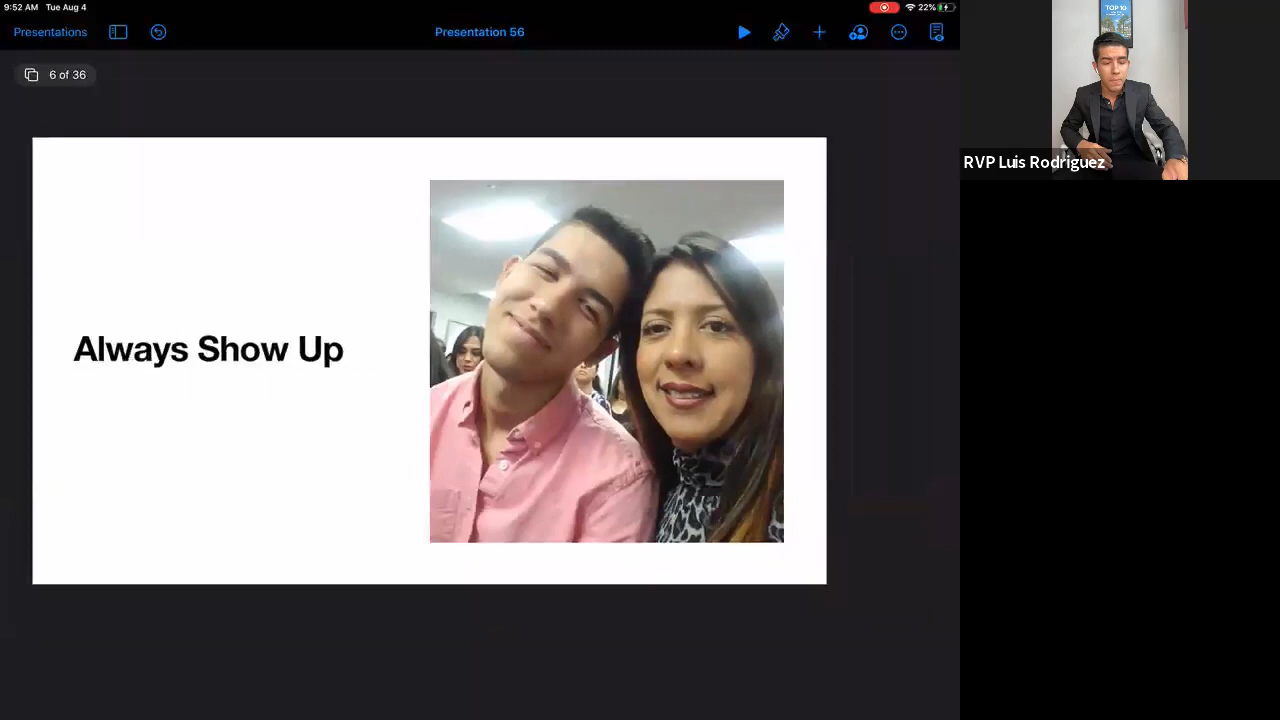 9:52 AM Tue Aug 4
22%
Presentations
Presentation 56
6 of 36
Always Show Up
TOP 10
RVP Luis Rodriguez